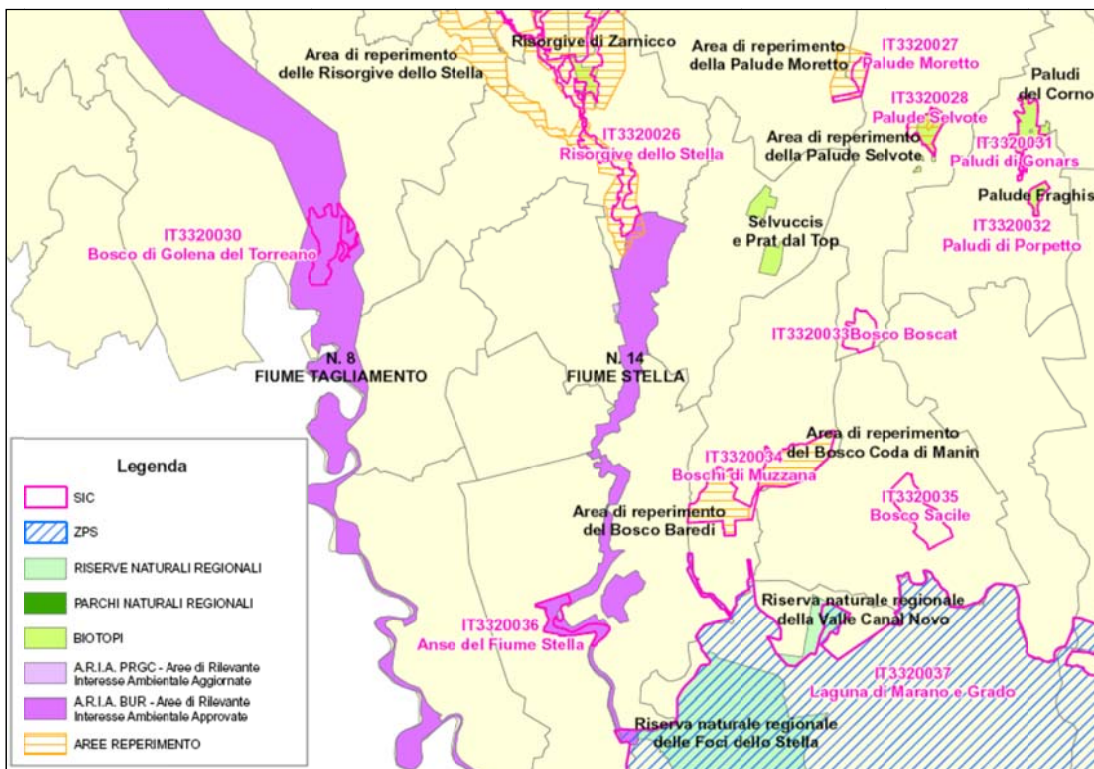 Area di reperimento
delle Risorgive dello Stella
Risorgive di Zarnicco
Area di reperimento
della Palude Moretto
IT3320027
Palude Moretto
Paludi
del Corno
IT3320028
Palude Selvote
IT3320026
Risorgive dello Stella
Area di reperimento
della Palude Selvote
IT3320031
Paludi di Gonars
Palude Fraghis
IT3320032
Paludi di Porpetto
Selvuccis
e Prat dal Top
IT3320030
Bosco di Golena del Torreano
IT3320033Bosco Boscat
N. 8
FIUME TAGLIAMENTO
N. 14
FIUME STELLA
Area di reperimento
del Bosco Coda di Manin
IT3320034
Boschi di Muzzana
IT3320035
Bosco Sacile
Area di reperimento
del Bosco Baredi
Riserva naturale regionale
della Valle Canal Novo
IT3320036
Anse del Fiume Stella
IT3320037
Laguna di Marano e Grado
Riserva naturale regionale
delle Foci dello Stella
Legenda
SIC
ZPS
RISERVE NATURALI REGIONALI
PARCHI NATURALI REGIONALI
BIOTOPI
A.R.I.A. PRGC - Aree di Rilevante
Interesse Ambientale Aggiornate
A.R.I.A. BUR - Aree di Rilevante
Interesse Ambientale Approvate
AREE REPERIMENTO